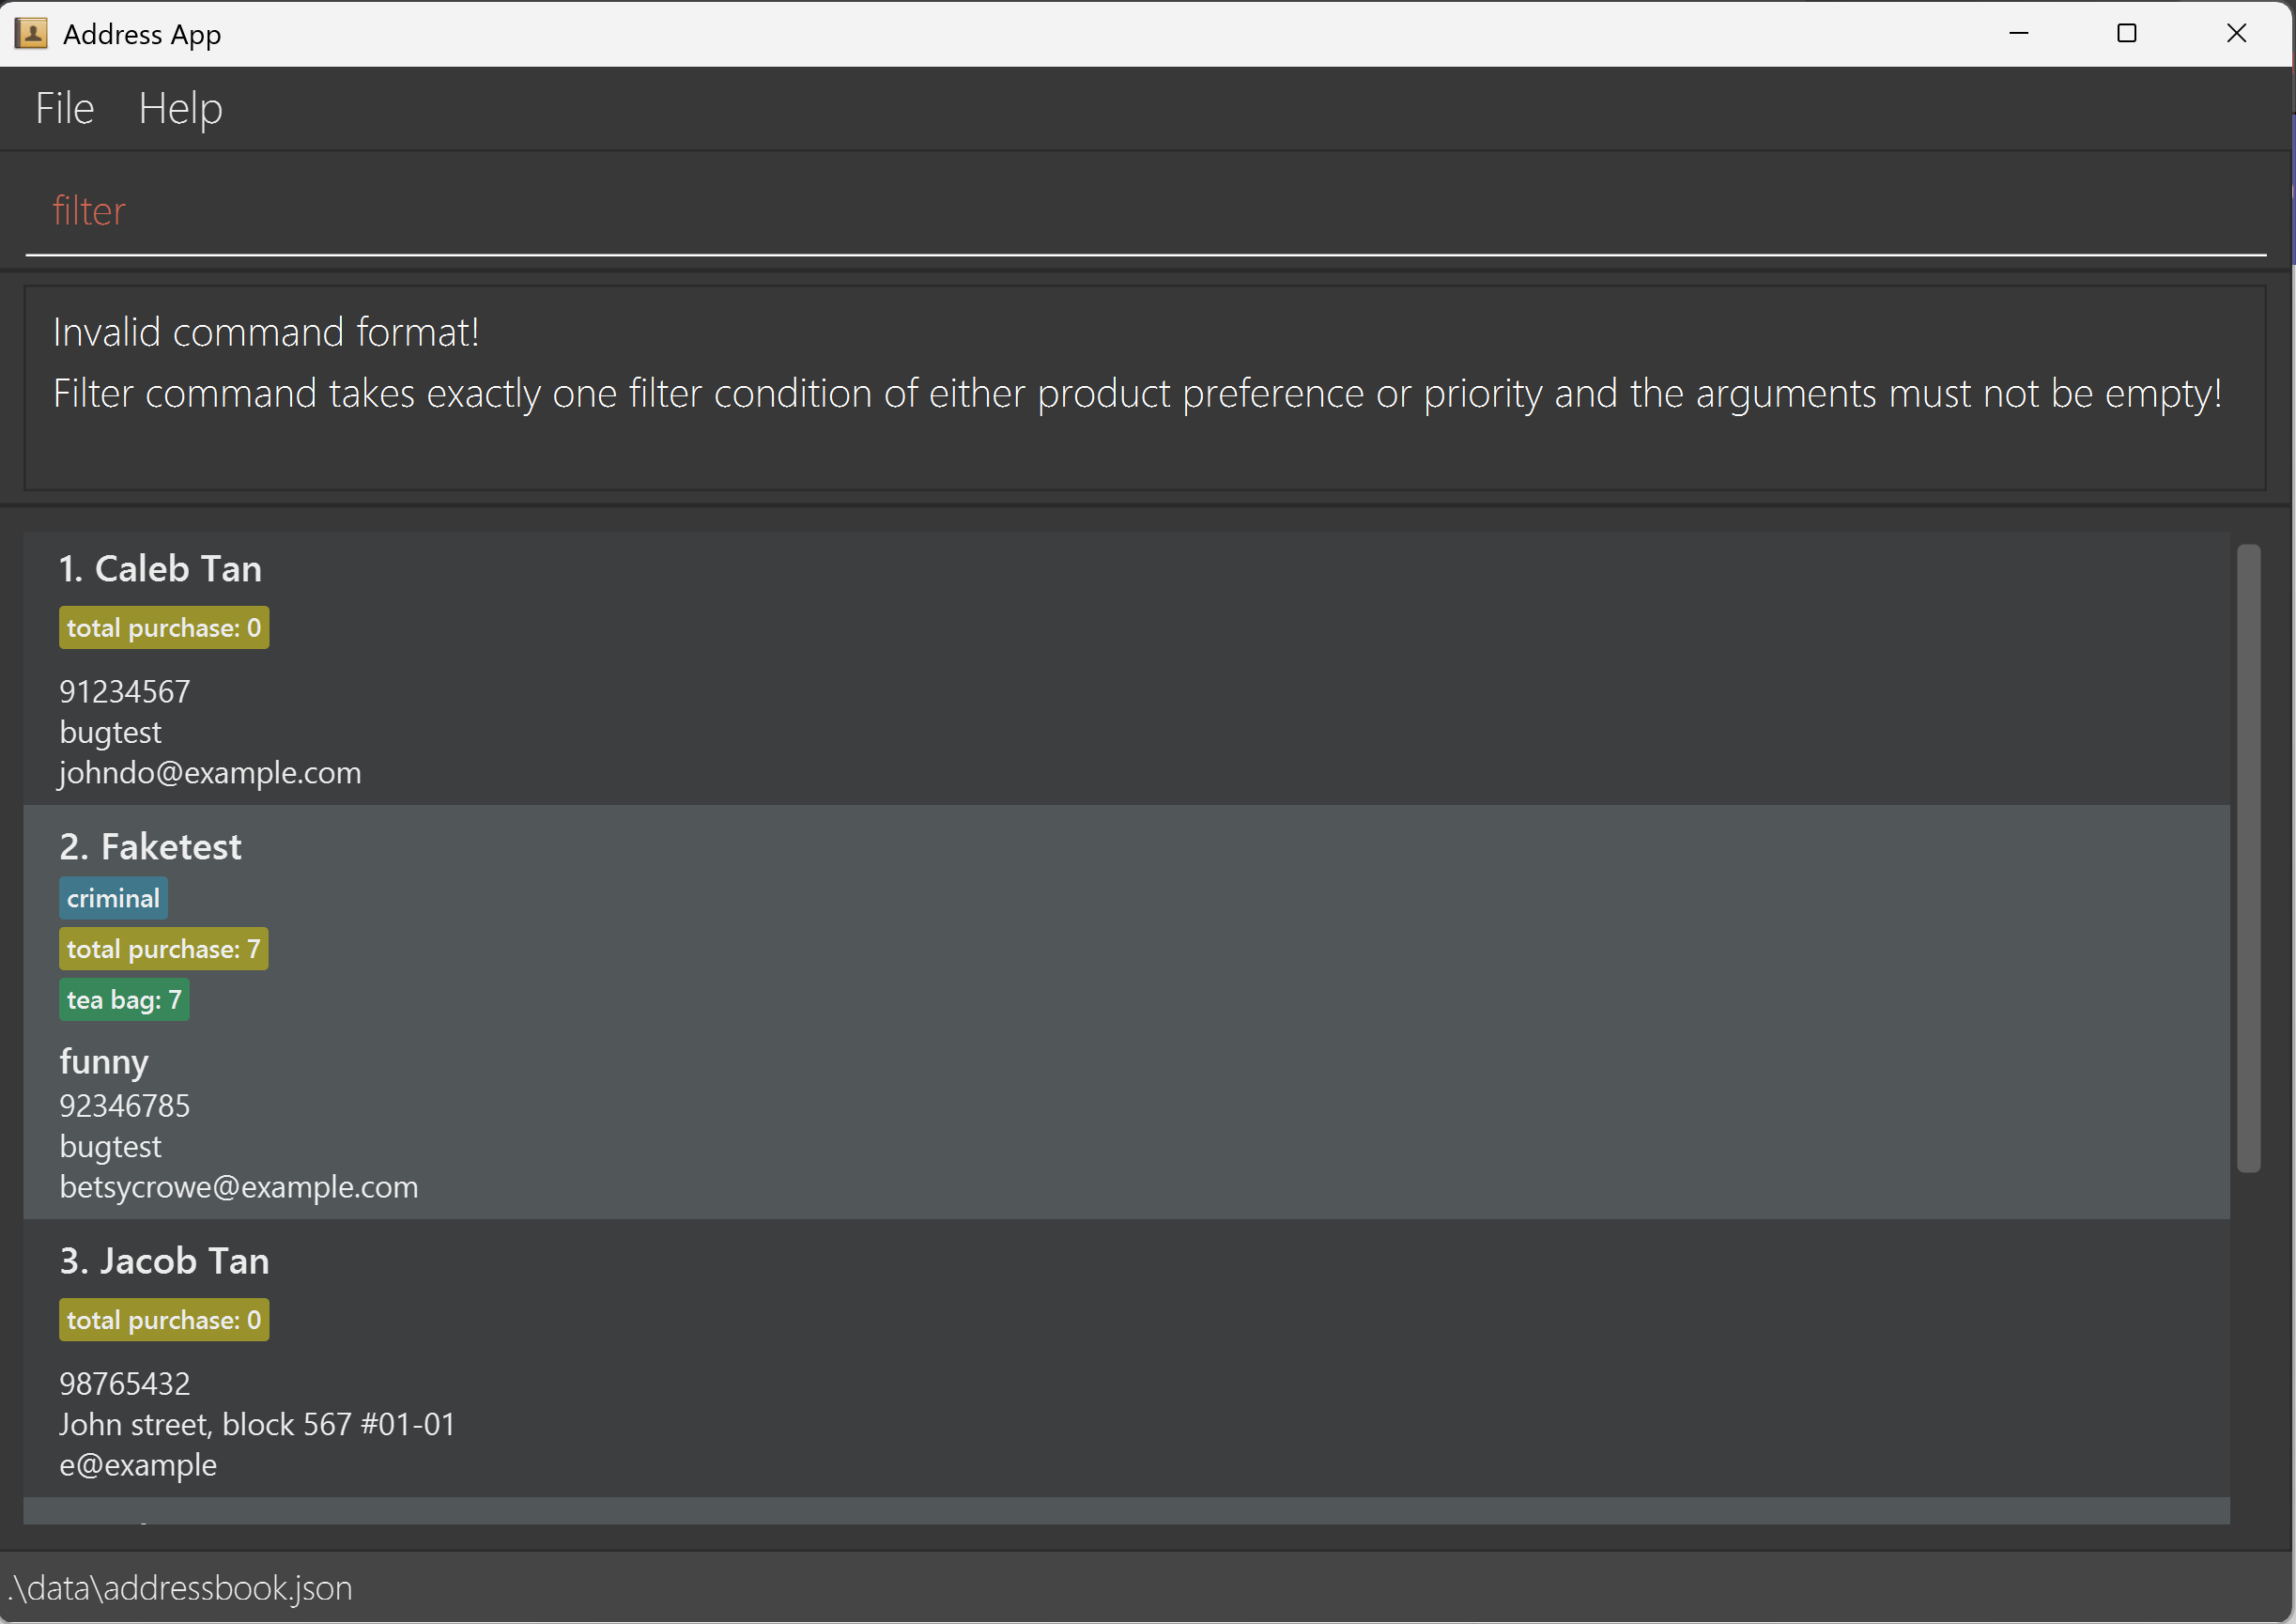 Address App
File Help
filter
Invalid command format!
Filter command takes exactly one filter condition of either product preference or priority and the arguments must not be empty!
1. Caleb Tan
total purchase: 0
91234567
bugtest
johndo@example.com
2. Faketest
criminal
total purchase: 7
tea bag: 7
funny
92346785
bugtest
betsycrowe@example.com
3. Jacob Tan
total purchase: 0
98765432
John street, block 567 #01-01
e@example
.\data\addressbook.json